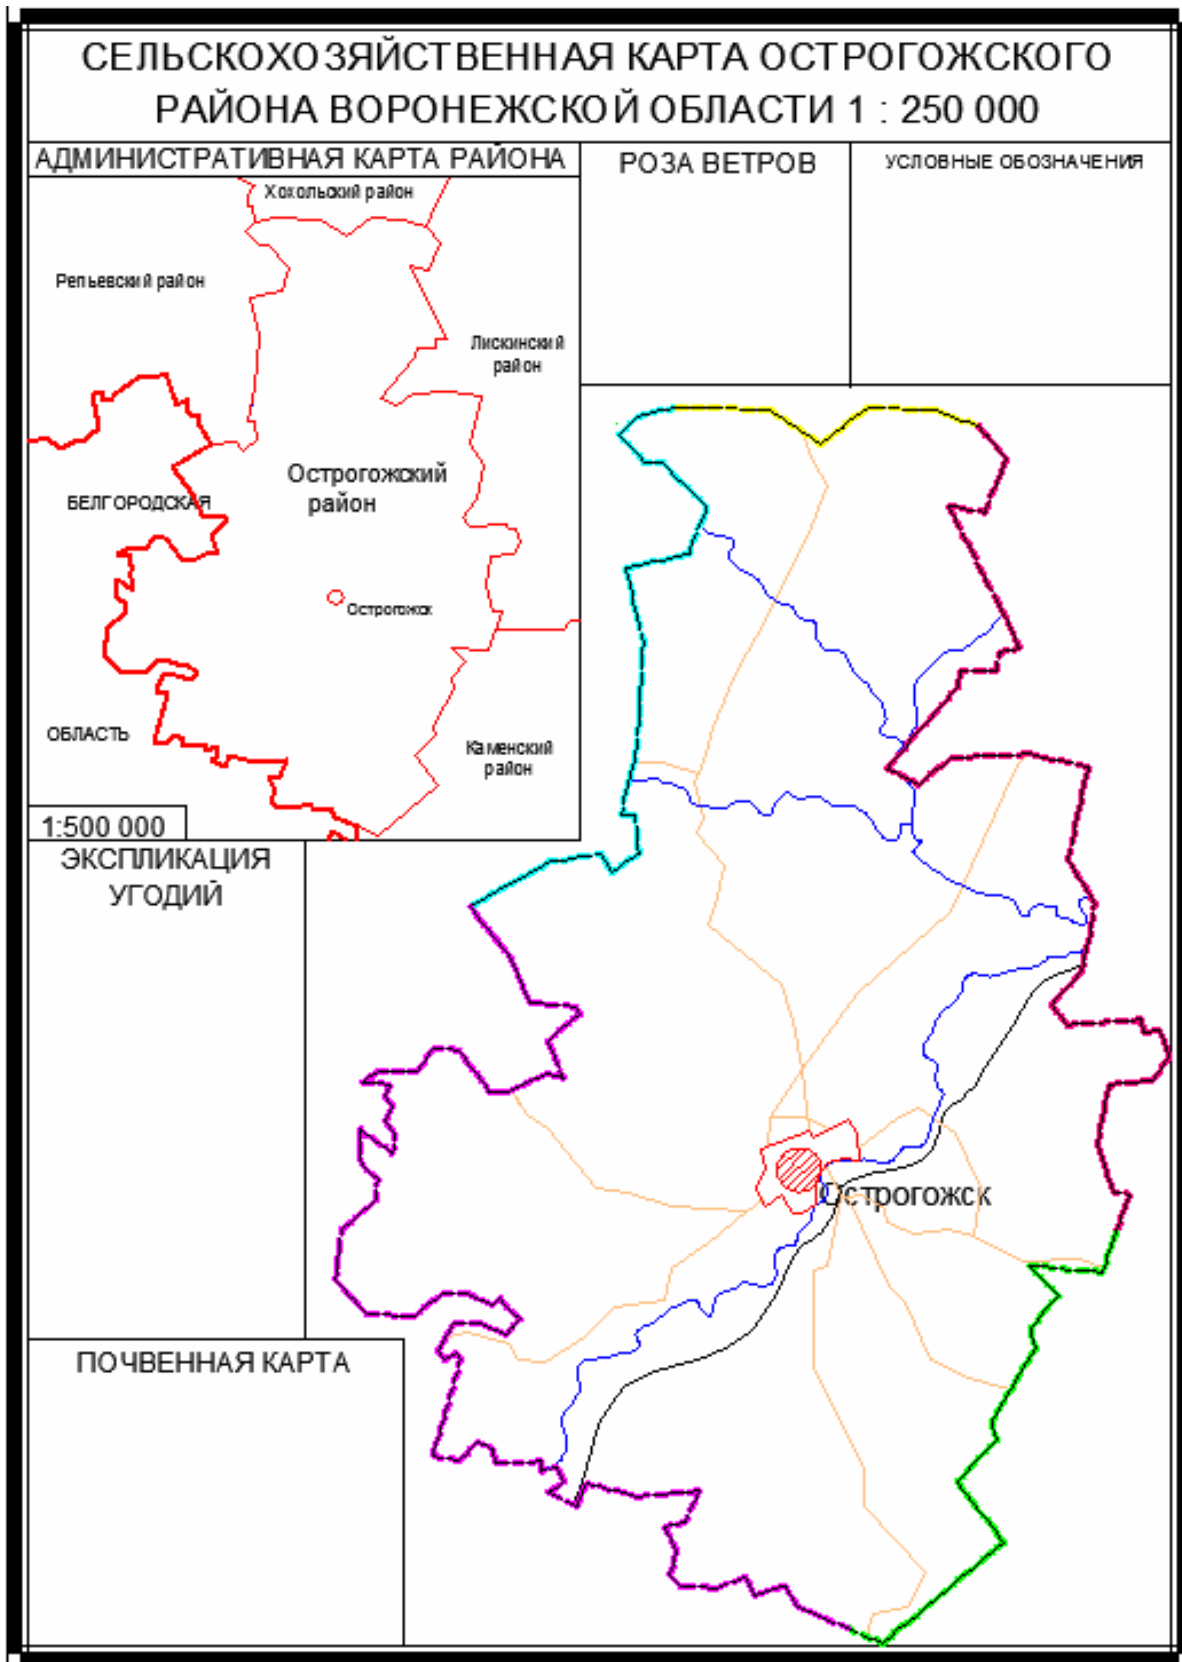 СЕЛЬСКОХОЗЯЙСТВЕННАЯ КАРТА ОСТРОГОЖСКОГО
РАЙОНА ВОРОНЕЖСКОЙ ОБЛАСТИ 1 : 250 000
АДМИНИСТРАТИВНАЯ КАРТА РАЙОНА
РОЗА ВЕТРОВ
УСЛОВНЫЕ ОБОЗНАЧЕНИЯ
Хохольский район
Репьевский район
Лискинский
район
Острогожский
район
БЕЛГОРОДСКАЯ
Острогожск
ОБЛАСТЬ
Каменский
район
1:500 000
ЭКСПЛИКАЦИЯ
УГОДИЙ
Острогожск
ПОЧВЕННАЯ КАРТА